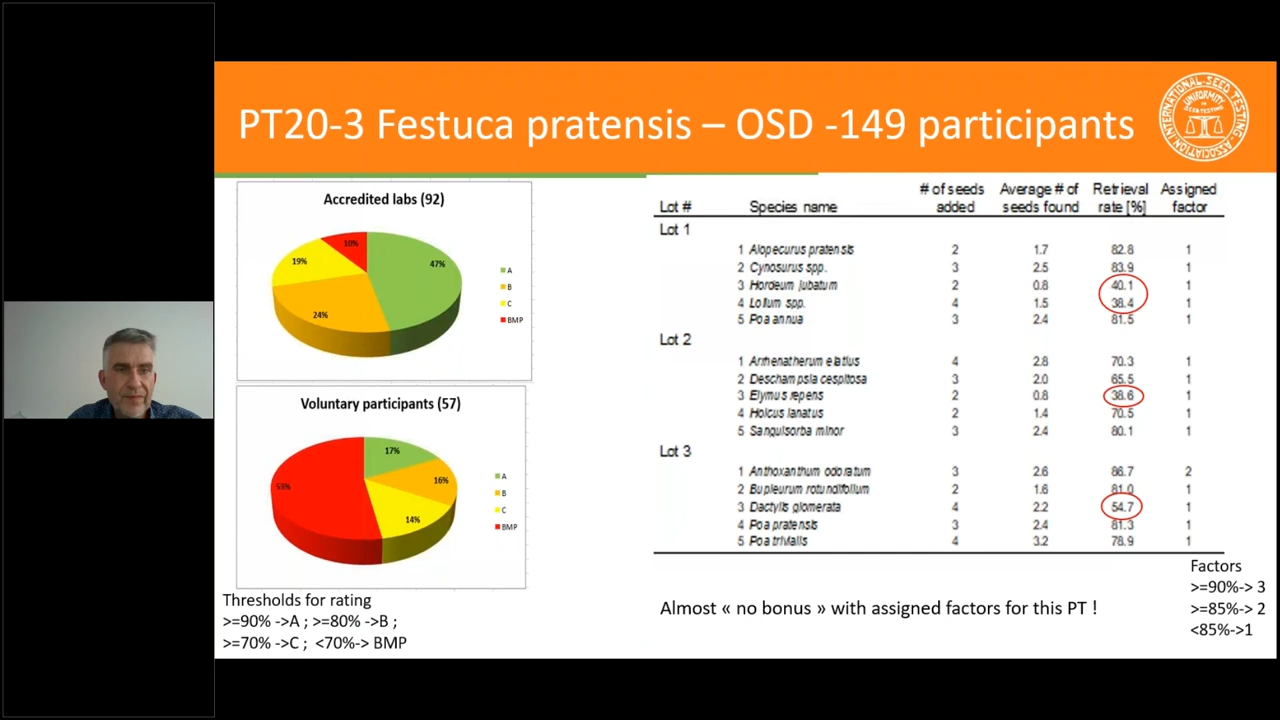 PT20-3 Festuca pratensis – OSD -149 participants
INTERNATIONAL SEED TESTING ASSOCIATION
UNIFORMITY
IN
SEED TESTING
Accredited labs (92)
10%
47%
19%
24%
A
B
C
BMP
Voluntary participants (57)
17%
16%
14%
53%
A
B
C
BMP
Thresholds for rating
>=90% ->A ; >=80% ->B ;
>=70% ->C ; <70%-> BMP
Lot # Species name # of seeds added Average # of seeds found Retrieval rate [%] Assigned factor
Lot 1
1 Alopecurus pratensis 2 1.7 82.8 1
2 Cynosurus spp. 3 2.5 83.9 1
3 Hordeum jubatum 2 0.8 40.1 1
4 Lolium spp. 4 1.5 38.4 1
5 Poa annua 3 2.4 81.5 1
Lot 2
1 Arrhenatherum elatius 4 2.8 70.3 1
2 Deschampsia cespitosa 3 2.0 65.5 1
3 Elymus repens 2 0.8 38.6 1
4 Holcus lanatus 2 1.4 70.5 1
5 Sanguisorba minor 3 2.4 80.1 1
Lot 3
1 Anthoxanthum odoratum 3 2.6 86.7 2
2 Bupleurum rotundifolium 2 1.6 81.0 1
3 Dactylis glomerata 4 2.2 54.7 1
4 Poa pratensis 3 2.4 81.3 1
5 Poa trivialis 4 3.2 78.9 1
Almost « no bonus » with assigned factors for this PT !
Factors
>=90%-> 3
>=85%-> 2
<85%->1